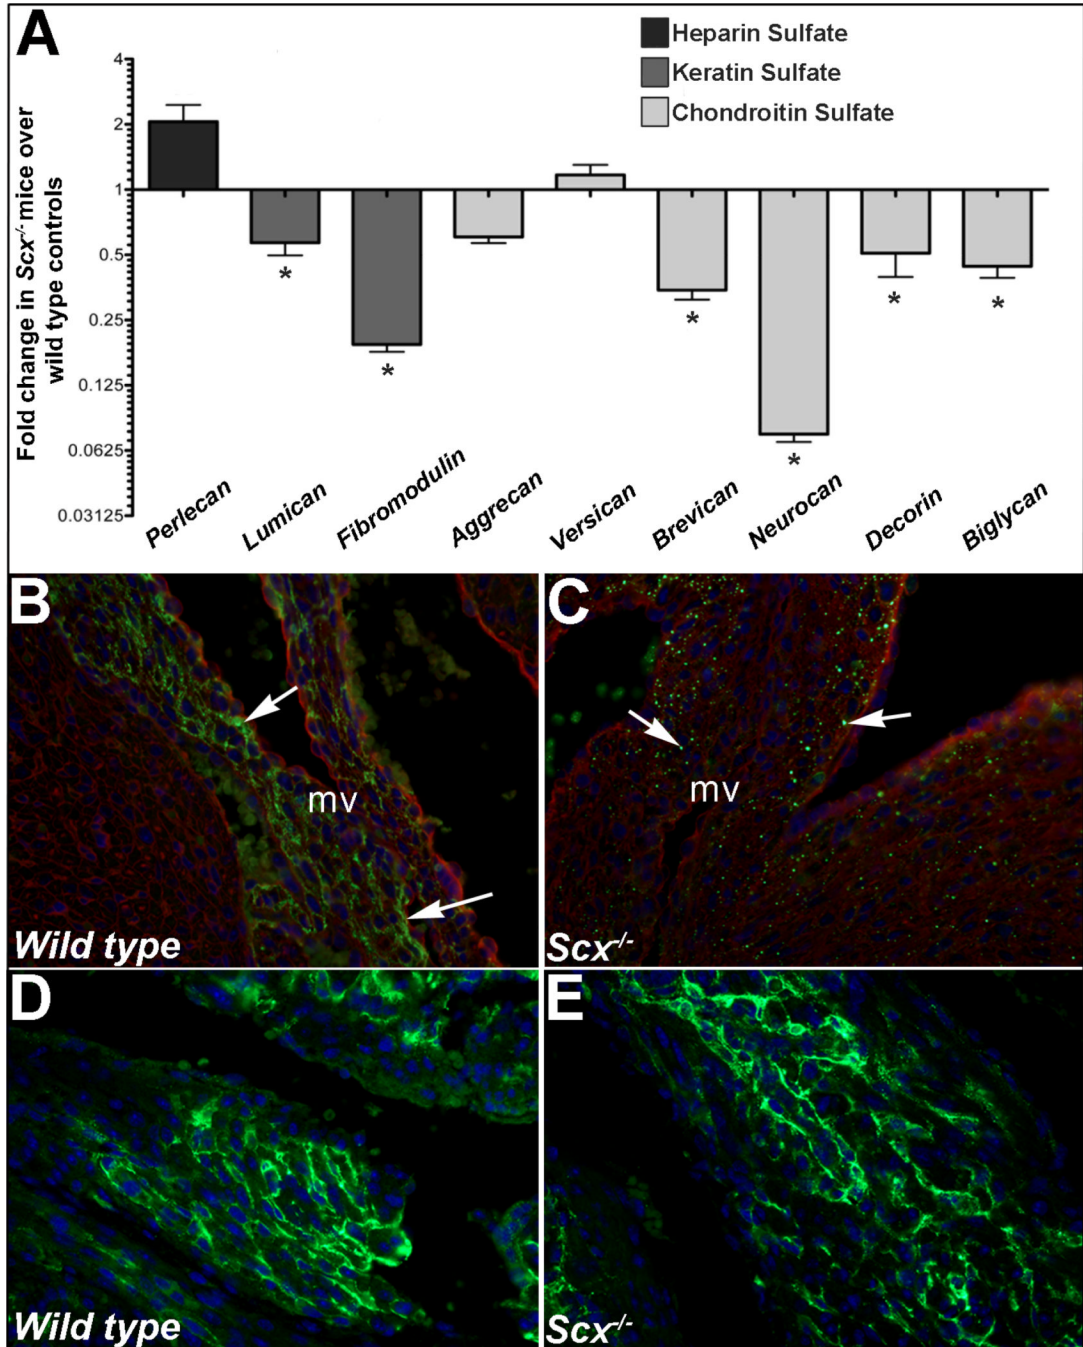 A
Heparin Sulfate
Keratin Sulfate
Chondroitin Sulfate
Fold change in Scx-/- mice over
wild type controls
4
2
1
0.5
0.25
0.125
0.0625
0.03125
*
*
*
*
*
*
Perlecan
Lumican
Fibromodulin
Aggrecan
Versican
Brevican
Neurocan
Decorin
Biglycan
B
mv
Wild type
C
mv
Scx-/-
D
Wild type
E
Scx-/-